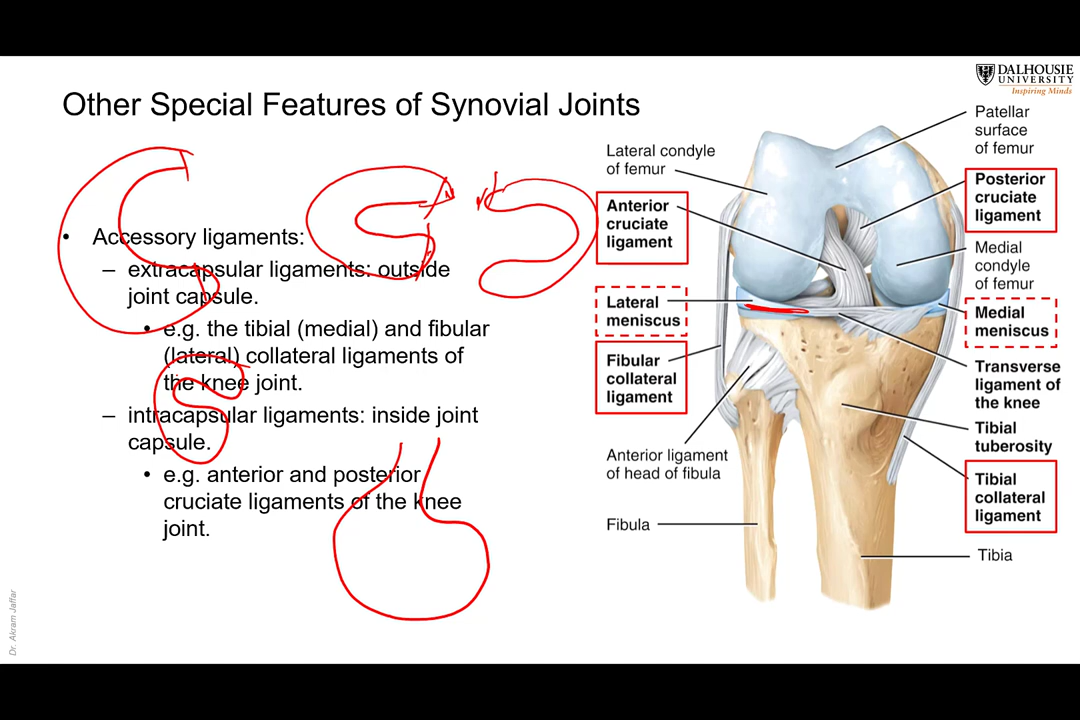 DALHOUSIE
UNIVERSITY
Inspiring Minds
Other Special Features of Synovial Joints
• Accessory ligaments:
– extracapsular ligaments: outside
joint capsule.
• e.g. the tibial (medial) and fibular
(lateral) collateral ligaments of
the knee joint.
– intracapsular ligaments: inside joint
capsule.
• e.g. anterior and posterior
cruciate ligaments of the knee
joint.
Lateral condyle
of femur
Anterior
cruciate
ligament
Lateral
meniscus
Fibular
collateral
ligament
Anterior ligament
of head of fibula
Fibula
Patellar
surface
of femur
Posterior
cruciate
ligament
Medial
condyle
of femur
Medial
meniscus
Transverse
ligament of
the knee
Tibial
tuberosity
Tibial
collateral
ligament
Tibia
Dr. Akram Jaffar